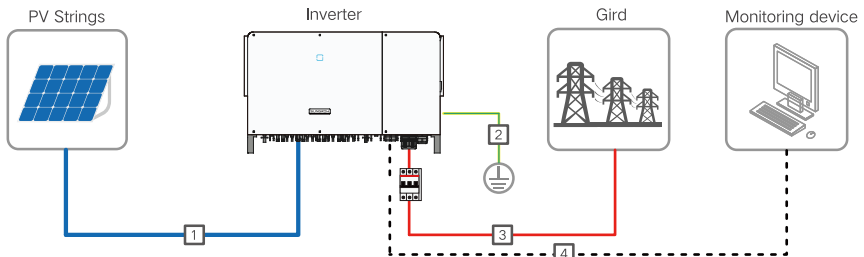 PV Strings
Inverter
Gird
Monitoring device
2
1
3
4